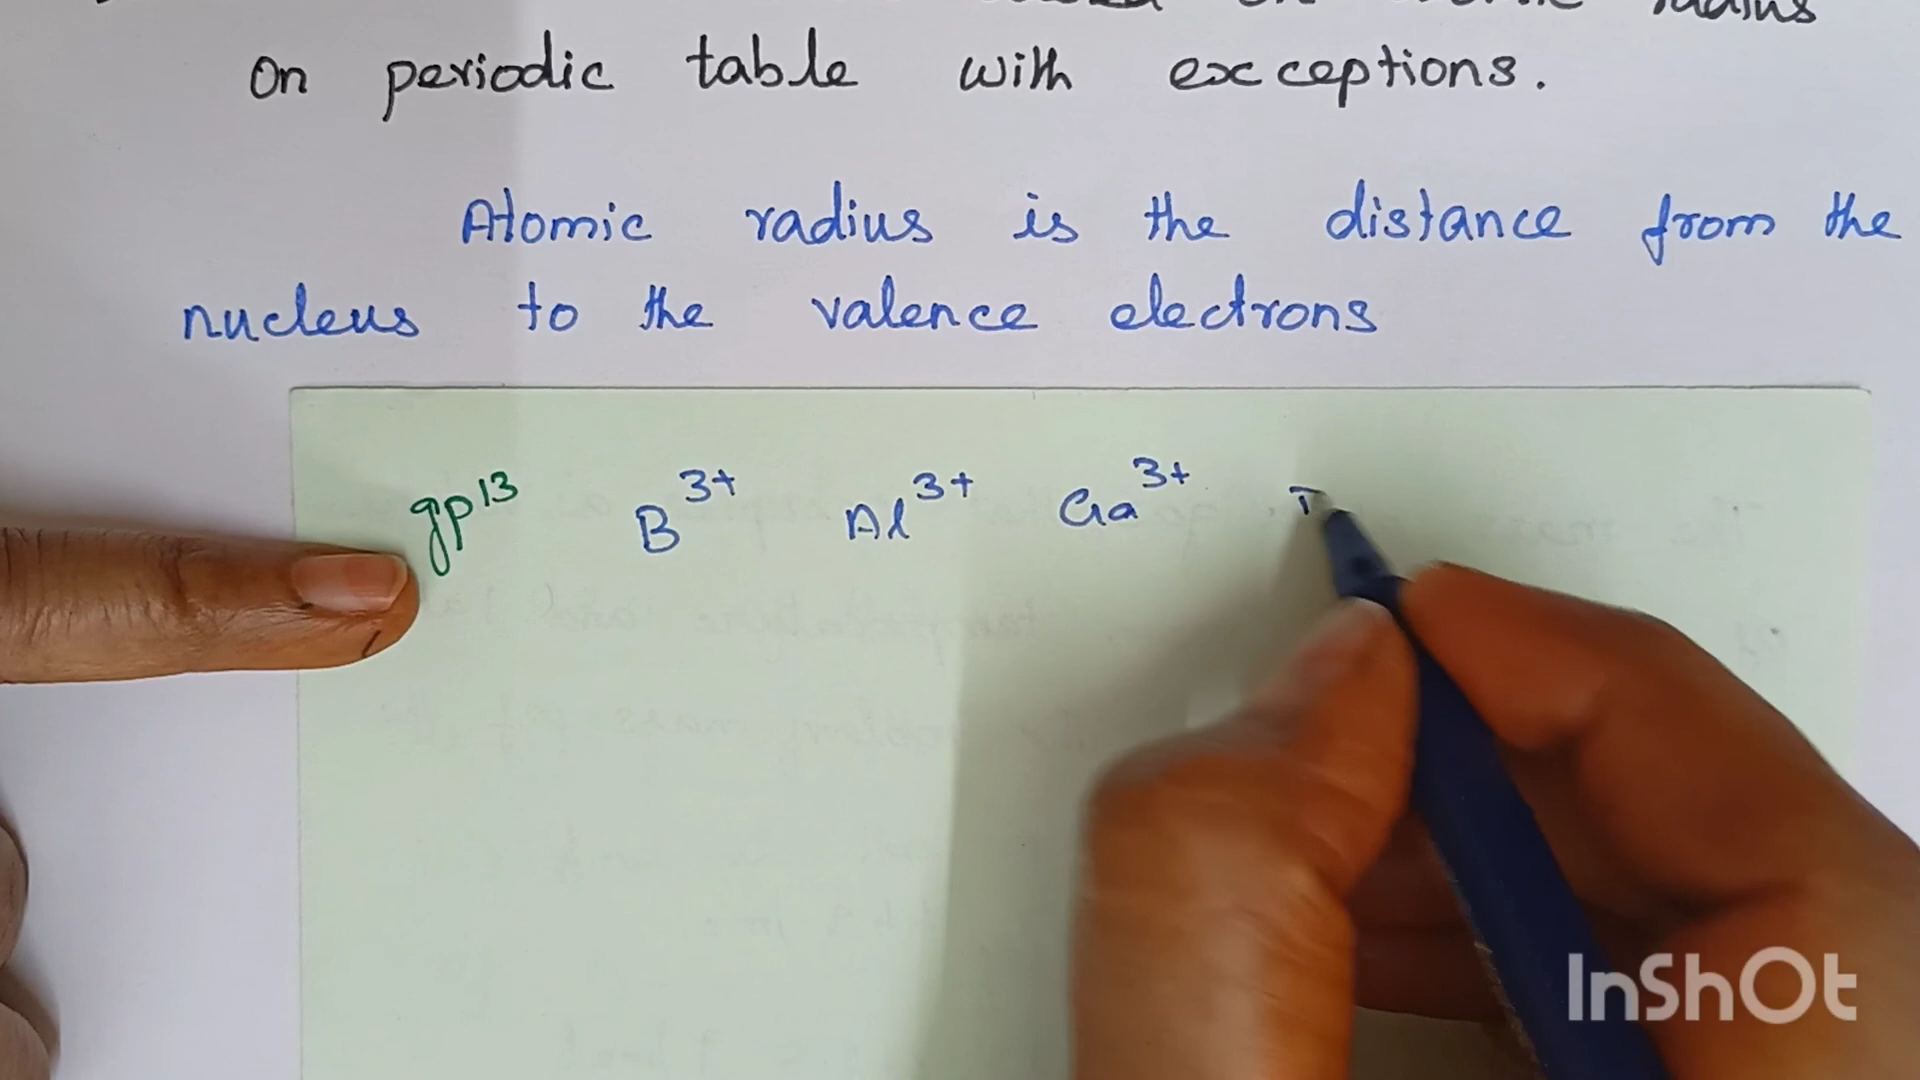 radius
on periodic table with exceptions.
Atomic radius is the distance from the
nucleus to the valence electrons
gp13 B3+ Al3+ Ga3+
InShOt